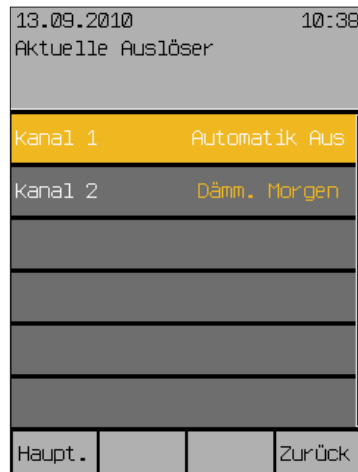 13.09.2010 10:38
Aktuelle Auslöser
Kanal 1 Automatik Aus
Kanal 2 Dämm. Morgen
Haupt. Zurück